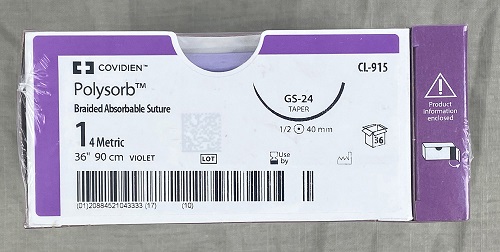 COVIDIEN™
CL-915
Polysorb™
Braided Absorbable Suture
GS-24
TAPER
1/2 40 mm
1 4 Metric
36" 90 cm VIOLET
LOT
Use by
36
(01)20884521043333 (17) (10)
Product information enclosed